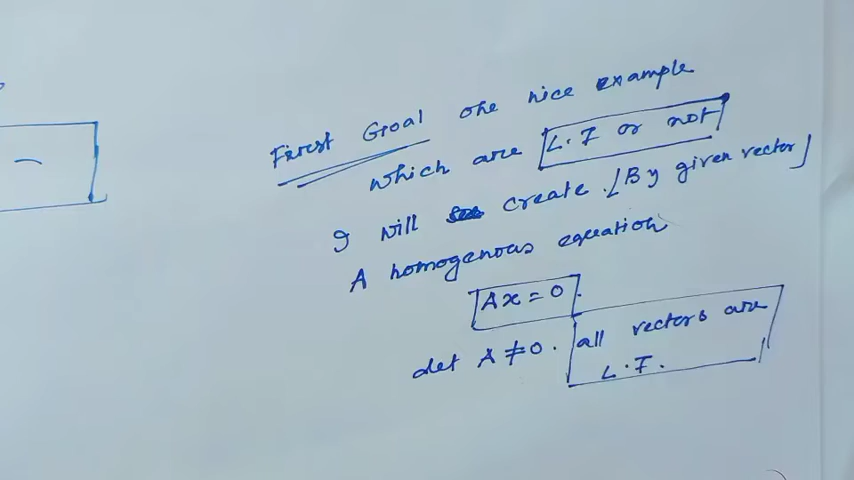 First Goal one nice example
which are L.I or not
I will create [By given vector]
A homogenous equation
Ax = 0.
det A ≠ 0. all vectors are
L.I.